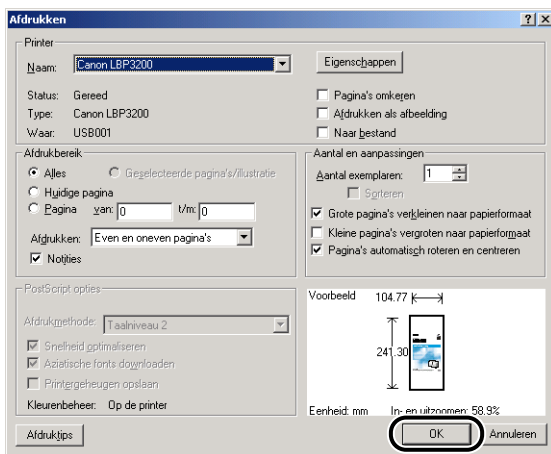 Afdrukken
Printer
Naam: Canon LBP3200
Eigenschappen
Status: Gereed
Pagina's omkeren
Type: Canon LBP3200
Afdrukken als afbeelding
Waar: USB001
Naar bestand
Afdrukbereik
Alles
Geselecteerde pagina's/illustratie
Huidige pagina
Pagina van: 0 t/m: 0
Afdrukken: Even en oneven pagina's
Notities
Aantal en aanpassingen
Aantal exemplaren: 1
Sorteren
Grote pagina's verkleinen naar papierformaat
Kleine pagina's vergroten naar papierformaat
Pagina's automatisch roteren en centreren
PostScript opties
Afdrukmethode: Taalniveau 2
Snelheid optimaliseren
Aziatische fonts downloaden
Printergeheugen opslaan
Kleurenbeheer: Op de printer
Voorbeeld
104.77
241.30
Eenheid: mm In- en uitzoomen: 58.9%
Afdruktips
OK
Annuleren